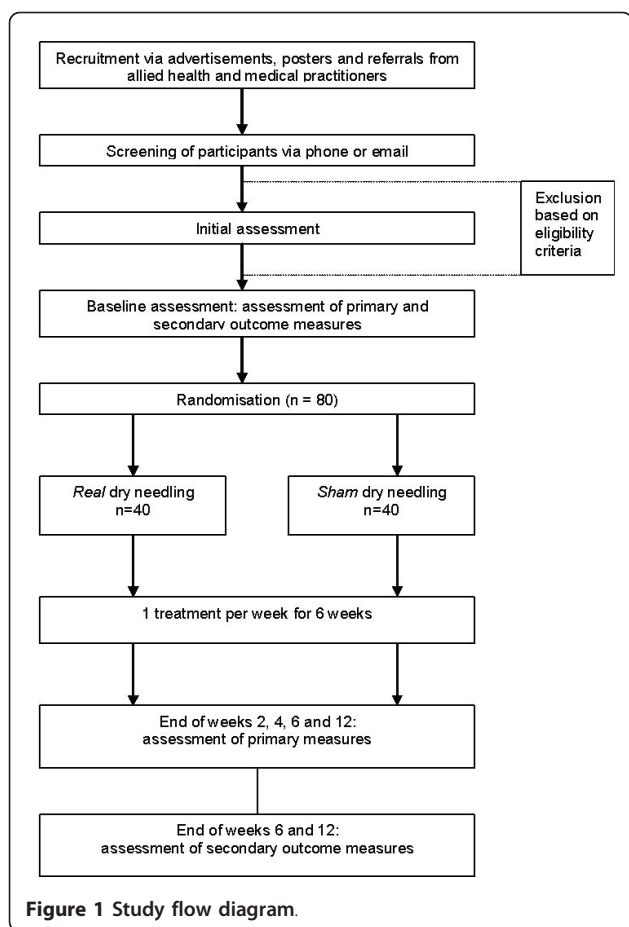 Recruitment via advertisements, posters and referrals from
allied health and medical practitioners
Screening of participants via phone or email
Exclusion
based on
eligibility
criteria
Initial assessment
Baseline assessment: assessment of primary and
secondary outcome measures
Randomisation (n = 80)
Real dry needling
n=40
Sham dry needling
n=40
1 treatment per week for 6 weeks
End of weeks 2, 4, 6 and 12:
assessment of primary measures
End of weeks 6 and 12:
assessment of secondary outcome measures
Figure 1 Study flow diagram.